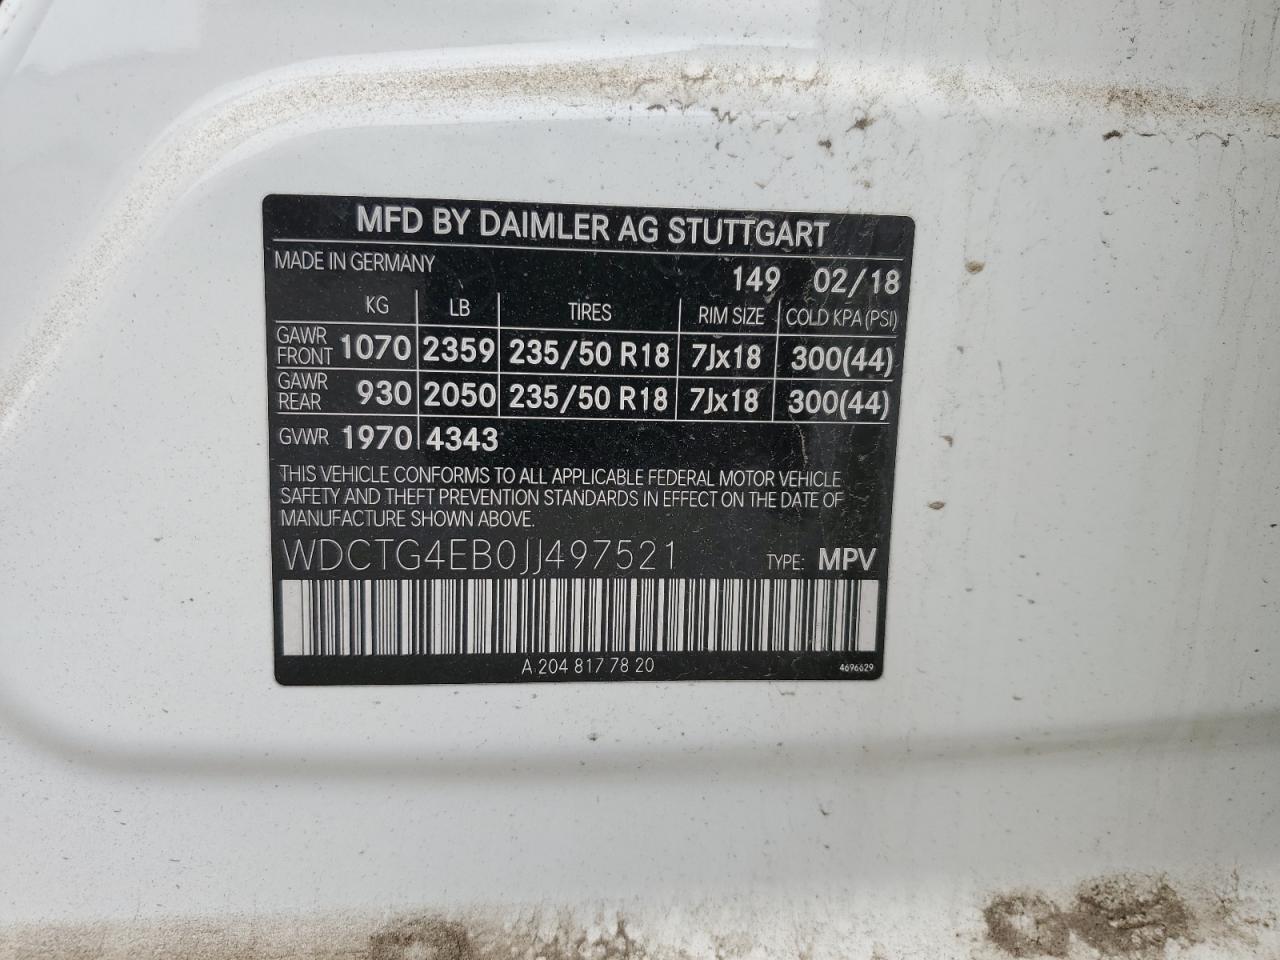 MFD BY DAIMLER AG STUTTGART
MADE IN GERMANY
149 02/18
KG LB TIRES RIM SIZE COLD KPA (PSI)
GAWR FRONT 1070 2359 235/50 R18 7Jx18 300(44)
GAWR REAR 930 2050 235/50 R18 7Jx18 300(44)
GVWR 1970 4343
THIS VEHICLE CONFORMS TO ALL APPLICABLE FEDERAL MOTOR VEHICLE
SAFETY AND THEFT PREVENTION STANDARDS IN EFFECT ON THE DATE OF
MANUFACTURE SHOWN ABOVE.
WDCTG4EB0JJ497521 TYPE: MPV
A 204 817 78 20 4696629